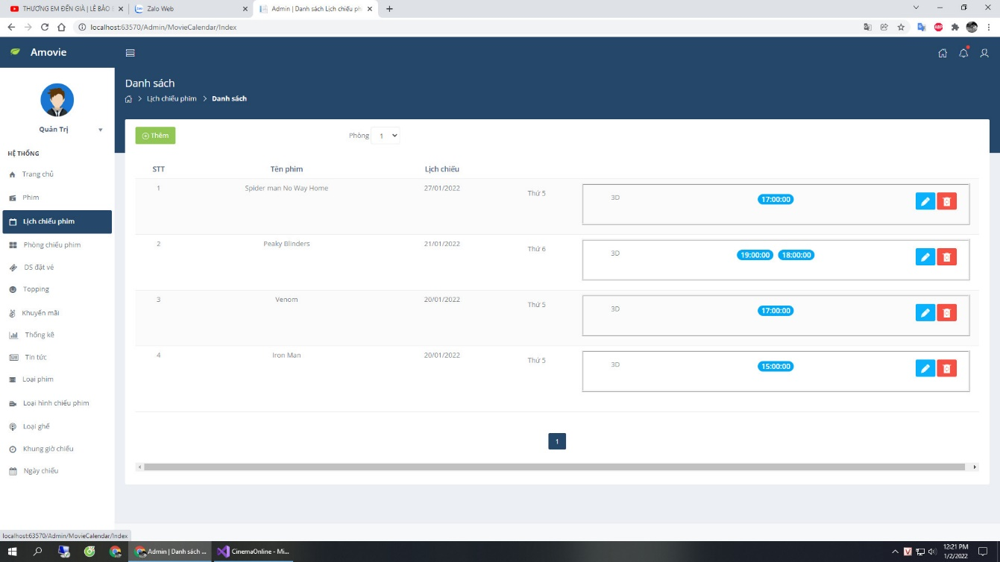 THƯƠNG EM ĐẾN GIÀ | LÊ BẢO
Zalo Web
Admin | Danh sách Lịch chiếu ph
localhost:63570/Admin/MovieCalendar/Index
Amovie
Danh sách
Lịch chiếu phim > Danh sách
Quản Trị
HỆ THỐNG
Trang chủ
Phim
Lịch chiếu phim
Phòng chiếu phim
DS đặt vé
Topping
Khuyến mãi
Thống kê
Tin tức
Loại phim
Loại hình chiếu phim
Loại ghế
Khung giờ chiếu
Ngày chiếu
Thêm
Phòng 1
STT Tên phim Lịch chiếu
1 Spider man No Way Home 27/01/2022 Thứ 5 3D 17:00:00
2 Peaky Blinders 21/01/2022 Thứ 6 3D 19:00:00 18:00:00
3 Venom 20/01/2022 Thứ 5 3D 17:00:00
4 Iron Man 20/01/2022 Thứ 5 3D 15:00:00
1
localhost:63570/Admin/MovieCalendar/Index
Admin | Danh sách ...
CinemaOnline - Mi...
12:21 PM
1/2/2022